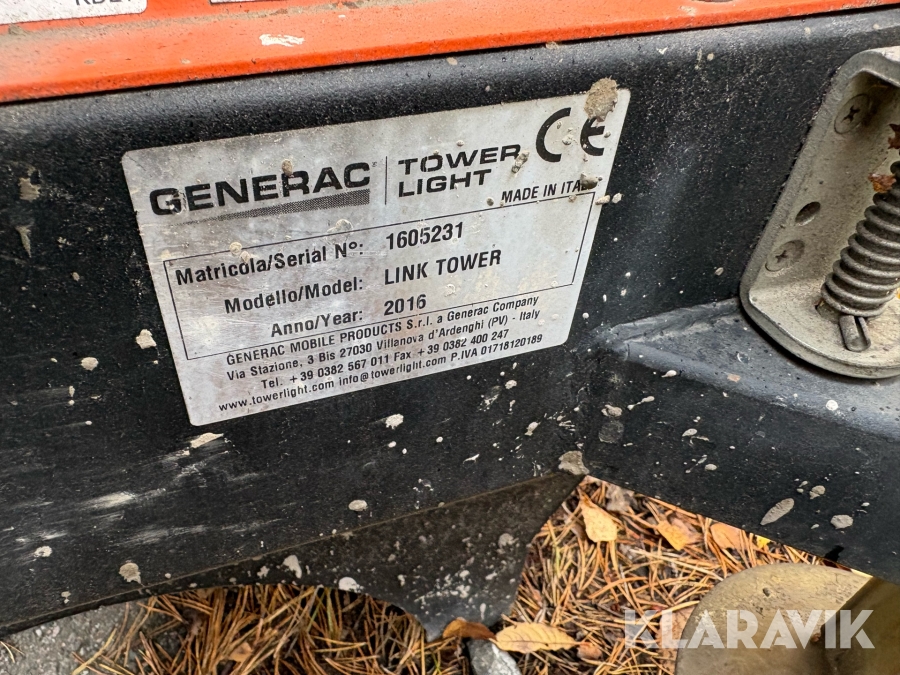 GENERAC
TOWER
LIGHT
CE
MADE IN ITAL
Matricola/Serial N°: 1605231
Modello/Model: LINK TOWER
Anno/Year: 2016
GENERAC MOBILE PRODUCTS S.r.l. a Generac Company
Via Stazione, 3 Bis 27030 Villanova d'Ardenghi (PV) - Italy
Tel. +39 0382 567 011 Fax +39 0382 400 247
www.towerlight.com info@towerlight.com P.IVA 01718120189
KLARAVIK